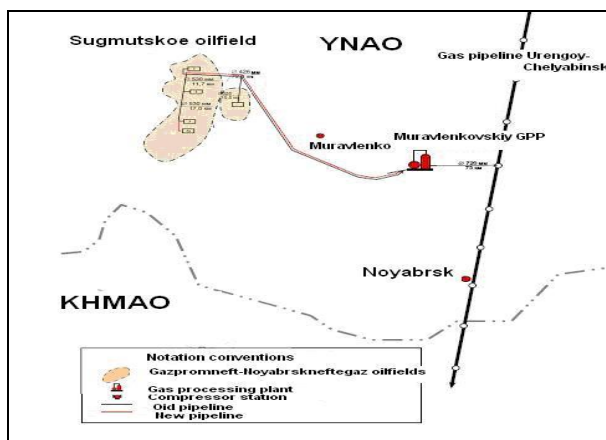 Sugmutskoe oilfield
YNAO
Gas pipeline Urengoy-
Chelyabinsk
Muravlenko
Muravlenkovskiy GPP
Noyabrsk
KHMAO
Notation conventions
Gazpromneft-Noyabrskneftegaz oilfields
Gas processing plant
Compressor station
Oid pipeline
New pipeline